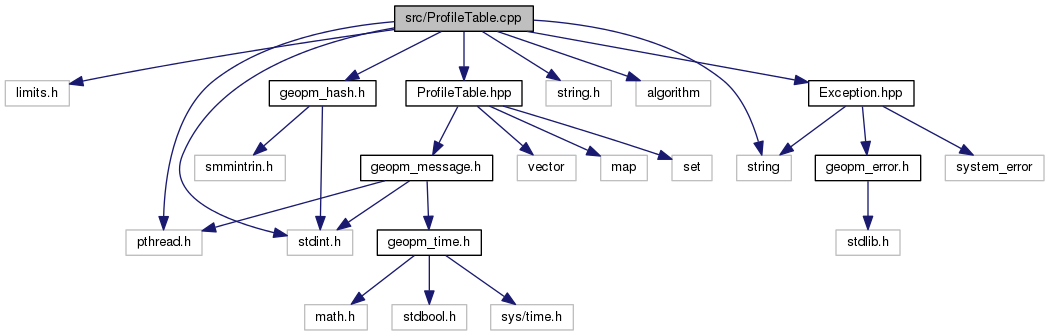 src/ProfileTable.cpp
limits.h
geopm_hash.h
ProfileTable.hpp
string.h
algorithm
Exception.hpp
smmintrin.h
geopm_message.h
vector
map
set
string
geopm_error.h
system_error
pthread.h
stdint.h
geopm_time.h
stdlib.h
math.h
stdbool.h
sys/time.h